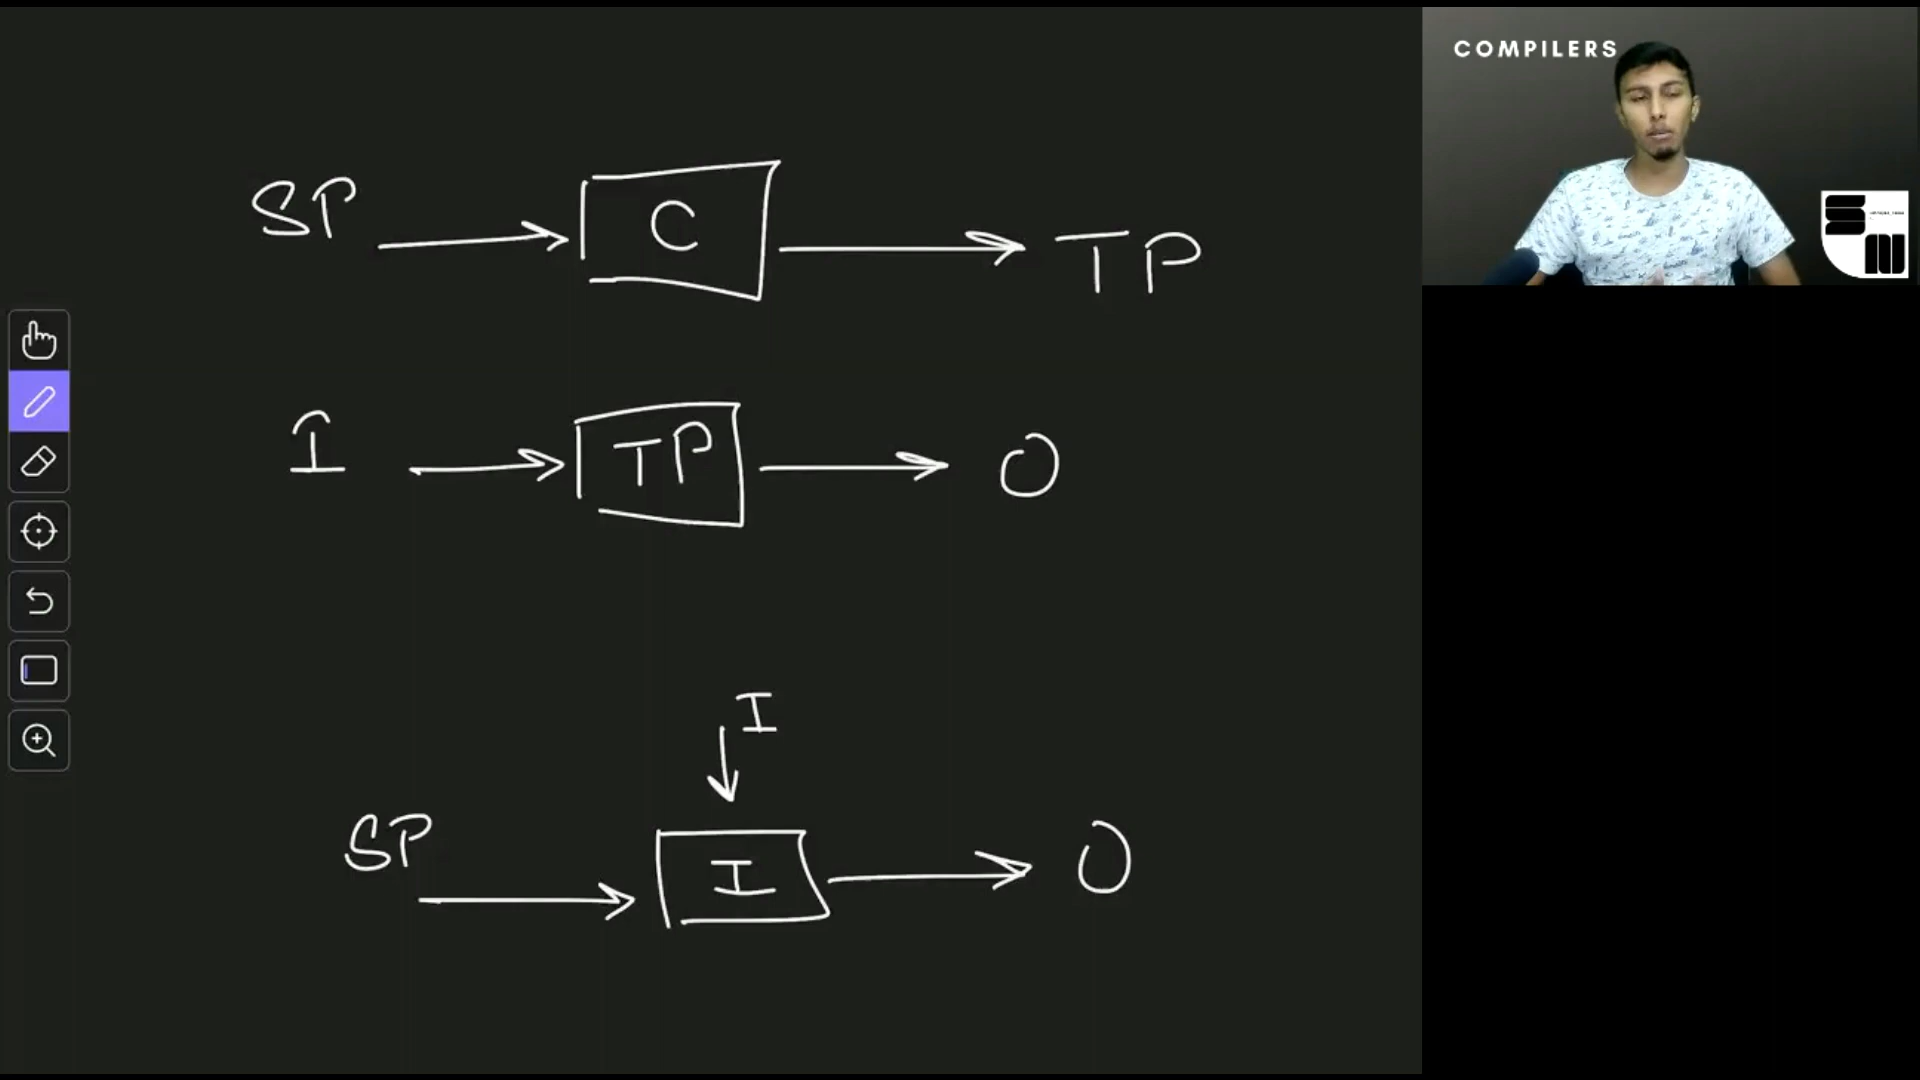 COMPILERS
SP → C → TP
I → TP → O
I
SP → I → O